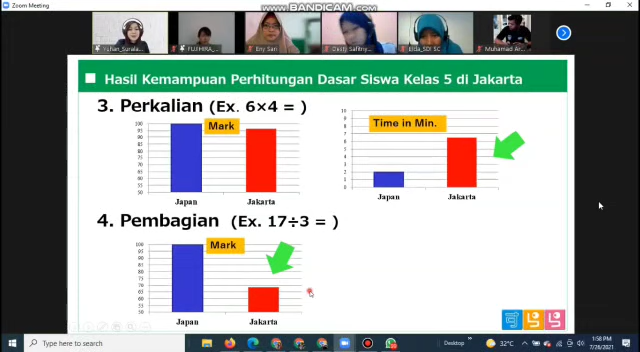 Zoom Meeting
WWW.BANDICAM.COM
Yuhan_Surala...
FUJIHIRA_
Eny Sari
Elda_SDI SC
Muhamad Ar...
Hasil Kemampuan Perhitungan Dasar Siswa Kelas 5 di Jakarta
3. Perkalian (Ex. 6×4 = )
Mark
100
95
90
85
80
75
70
65
60
55
50
Japan Jakarta
Time in Min.
10
9
8
7
6
5
4
3
2
1
0
Japan Jakarta
4. Pembagian (Ex. 17÷3 = )
Mark
100
95
90
85
80
75
70
65
60
55
50
Japan Jakarta
Type here to search
Desktop
32°C
1:58 PM
7/28/2021